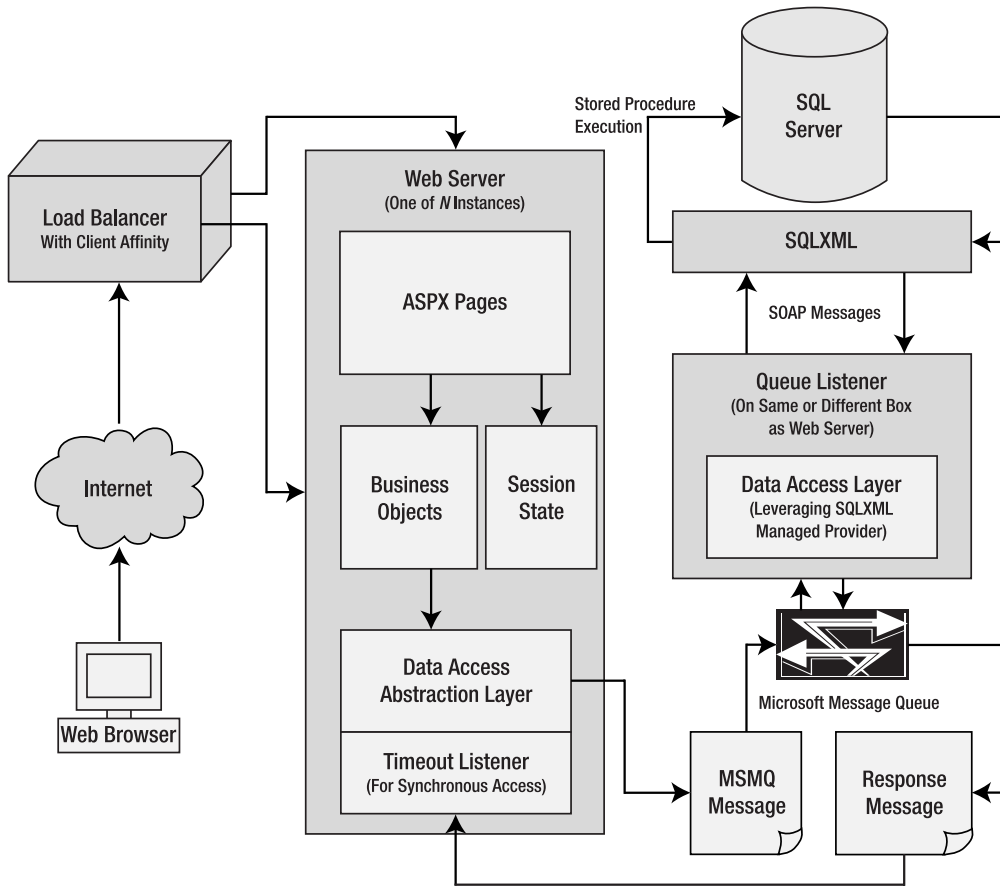 Stored Procedure
Execution
SQL
Server
Load Balancer
With Client Affinity
Web Server
(One of N Instances)
ASPX Pages
SQLXML
SOAP Messages
Queue Listener
(On Same or Different Box
as Web Server)
Data Access Layer
(Leveraging SQLXML
Managed Provider)
Internet
Business
Objects
Session
State
Microsoft Message Queue
Data Access
Abstraction Layer
Timeout Listener
(For Synchronous Access)
Web Browser
MSMQ
Message
Response
Message